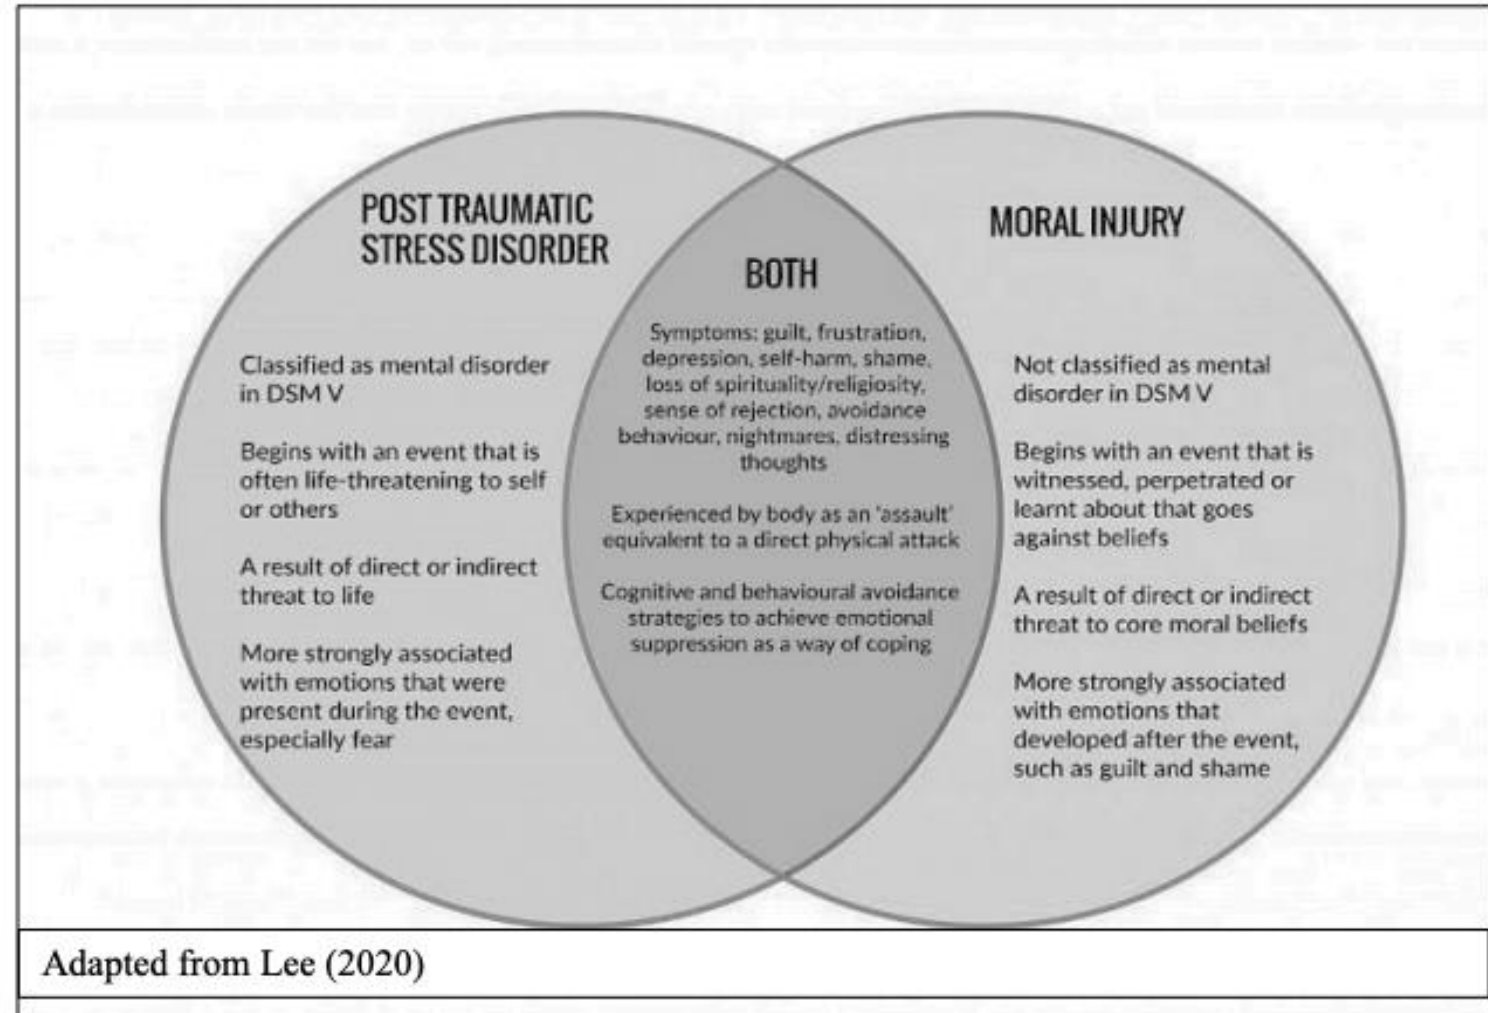 POST TRAUMATIC
STRESS DISORDER
Classified as mental disorder
in DSM V
Begins with an event that is
often life-threatening to self
or others
A result of direct or indirect
threat to life
More strongly associated
with emotions that were
present during the event,
especially fear
BOTH
Symptoms: guilt, frustration,
depression, self-harm, shame,
loss of spirituality/religiosity,
sense of rejection, avoidance
behaviour, nightmares, distressing
thoughts
Experienced by body as an 'assault'
equivalent to a direct physical attack
Cognitive and behavioural avoidance
strategies to achieve emotional
suppression as a way of coping
MORAL INJURY
Not classified as mental
disorder in DSM V
Begins with an event that is
witnessed, perpetrated or
learnt about that goes
against beliefs
A result of direct or indirect
threat to core moral beliefs
More strongly associated
with emotions that
developed after the event,
such as guilt and shame
Adapted from Lee (2020)